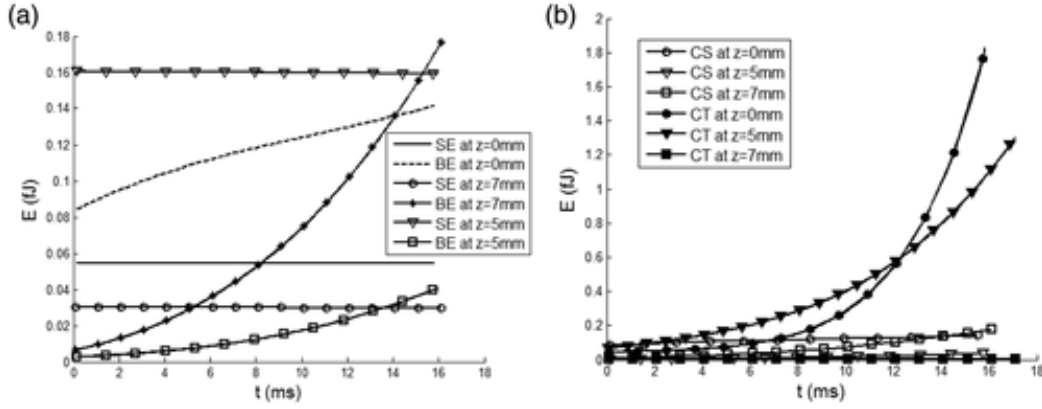 (a)
0.18
0.16
0.14
0.12
0.1
0.08
0.06
0.04
0.02
0
E (fJ)
0 2 4 6 8 10 12 14 16 18
t (ms)
SE at z=0mm
BE at z=0mm
SE at z=7mm
BE at z=7mm
SE at z=5mm
BE at z=5mm
(b)
2
1.8
1.6
1.4
1.2
1
0.8
0.6
0.4
0.2
0
E (fJ)
0 2 4 6 8 10 12 14 16 18
t (ms)
CS at z=0mm
CS at z=5mm
CS at z=7mm
CT at z=0mm
CT at z=5mm
CT at z=7mm